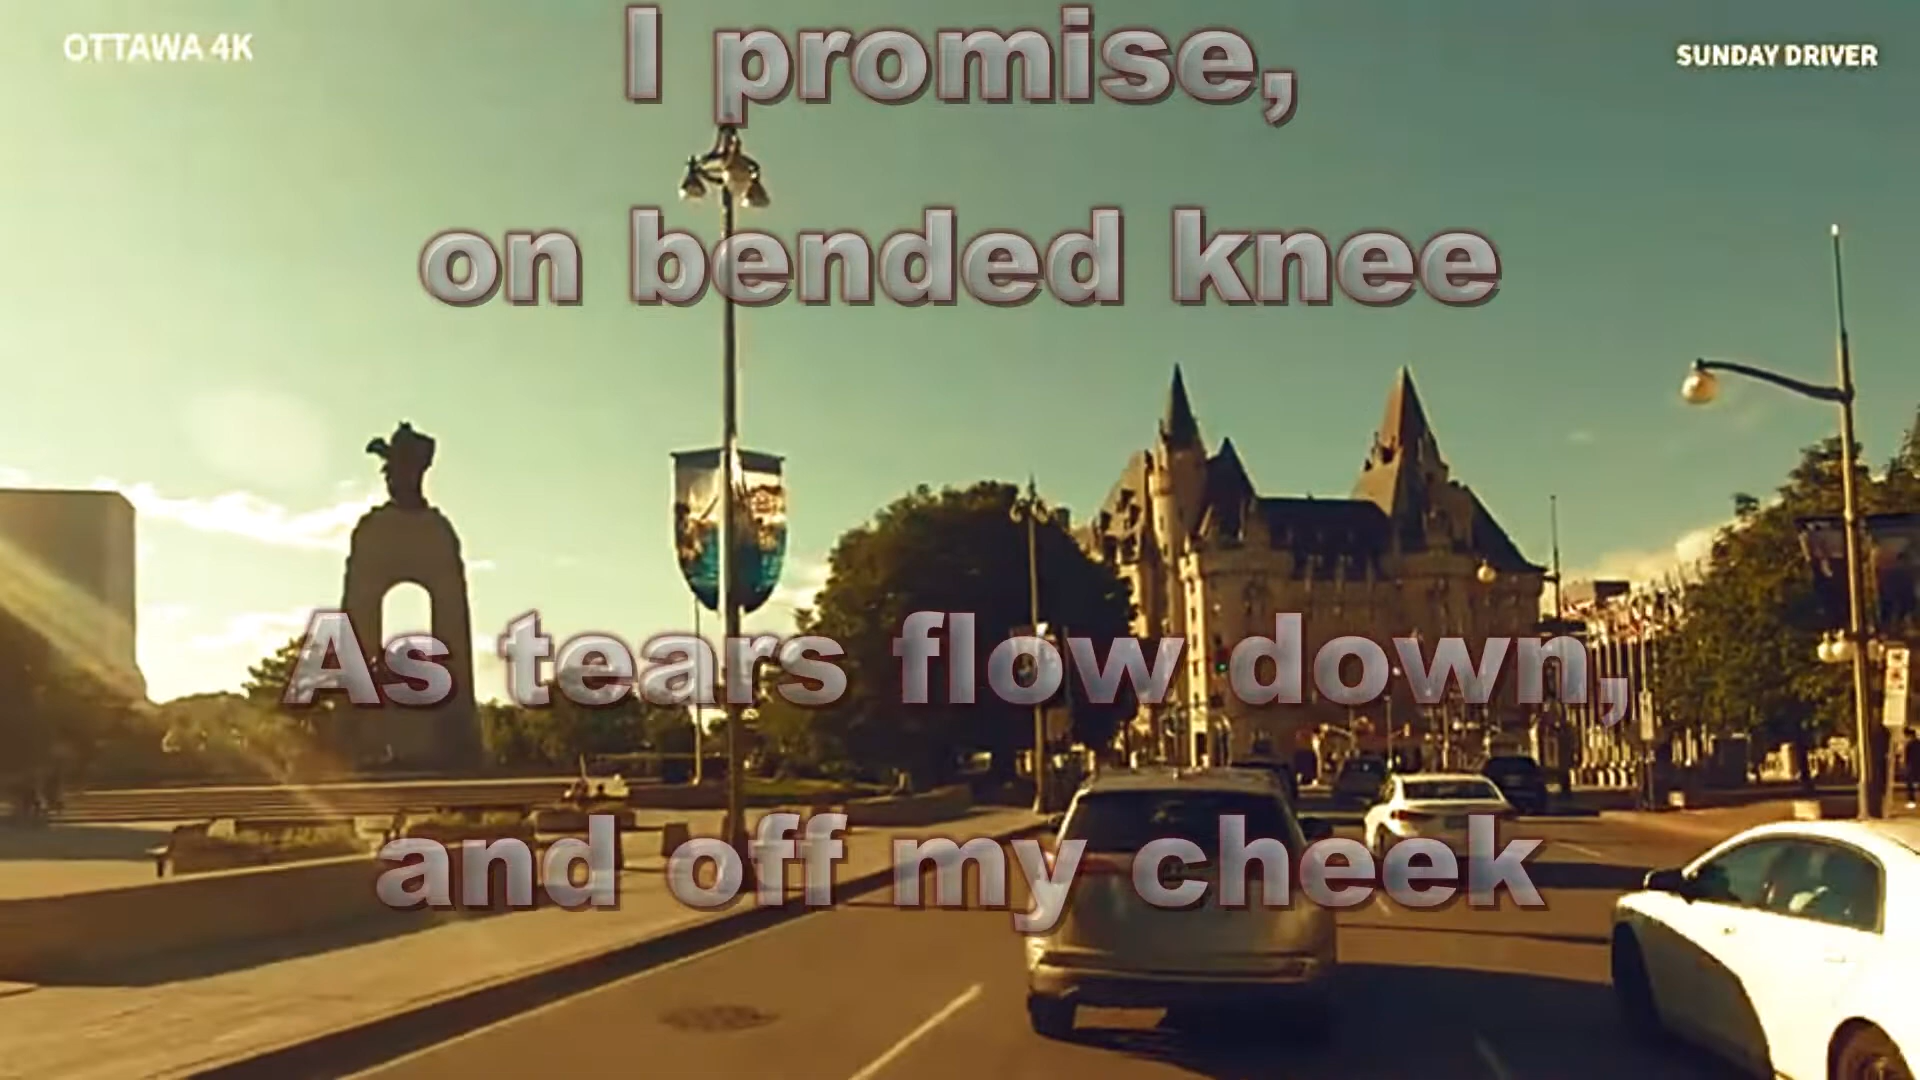 OTTAWA 4K
SUNDAY DRIVER
I promise,
on bended knee
As tears flow down,
and off my cheek